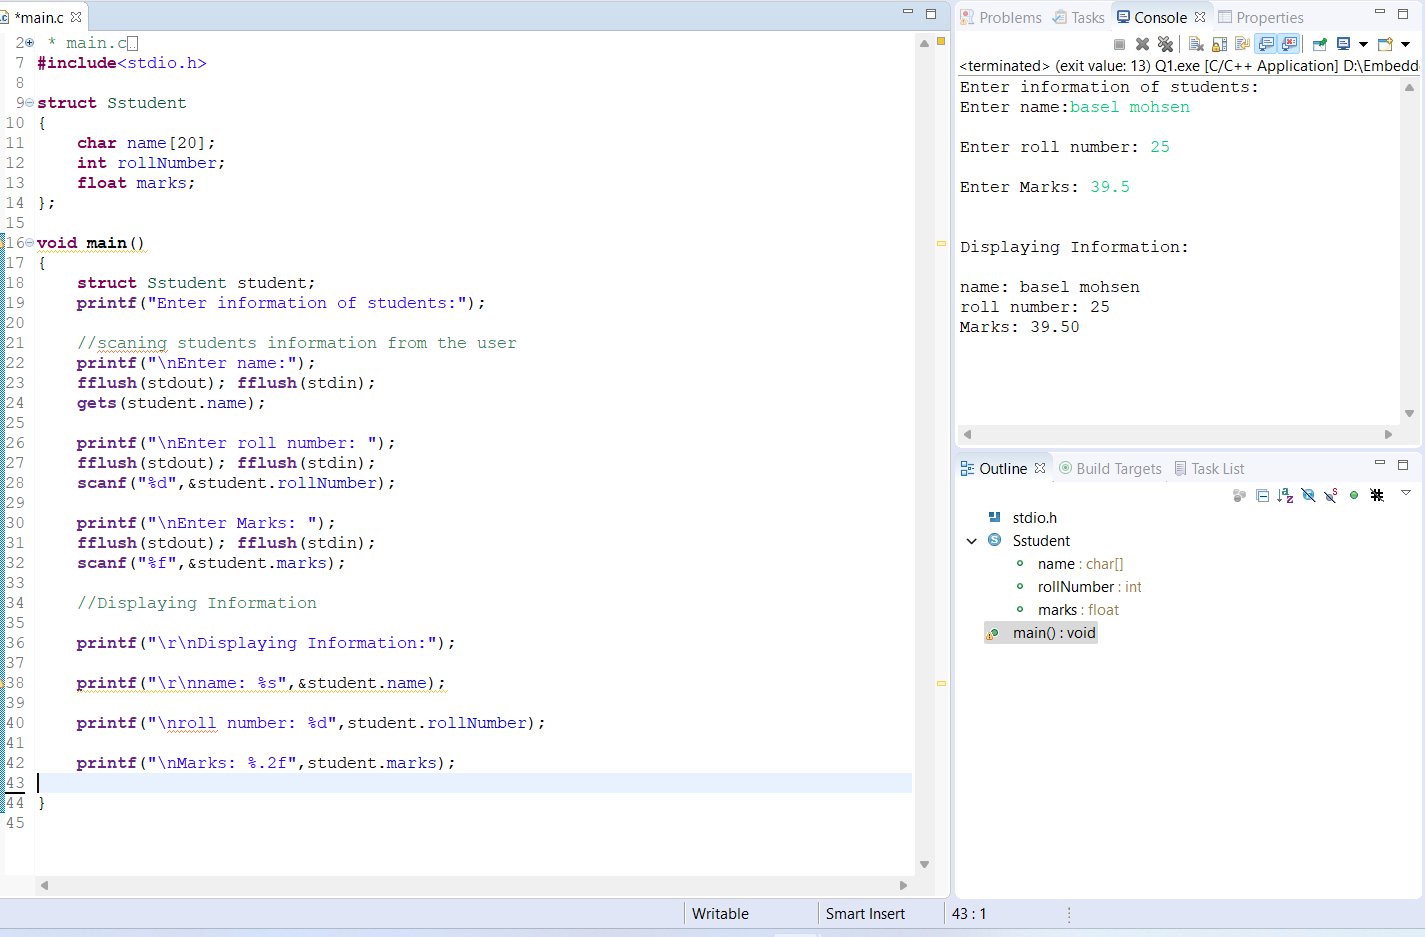 *main.c
2 * main.c
7 #include<stdio.h>
8
9 struct Sstudent
10 {
11     char name[20];
12     int rollNumber;
13     float marks;
14 };
15
16 void main()
17 {
18     struct Sstudent student;
19     printf("Enter information of students:");
20
21     //scaning students information from the user
22     printf("\nEnter name:");
23     fflush(stdout); fflush(stdin);
24     gets(student.name);
25
26     printf("\nEnter roll number: ");
27     fflush(stdout); fflush(stdin);
28     scanf("%d",&student.rollNumber);
29
30     printf("\nEnter Marks: ");
31     fflush(stdout); fflush(stdin);
32     scanf("%f",&student.marks);
33
34     //Displaying Information
35
36     printf("\r\nDisplaying Information:");
37
38     printf("\r\nname: %s",&student.name);
39
40     printf("\nroll number: %d",student.rollNumber);
41
42     printf("\nMarks: %.2f",student.marks);
43
44 }
45
Problems Tasks Console Properties
<terminated> (exit value: 13) Q1.exe [C/C++ Application] D:\Embedd
Enter information of students:
Enter name:basel mohsen
Enter roll number: 25
Enter Marks: 39.5
Displaying Information:
name: basel mohsen
roll number: 25
Marks: 39.50
Outline Build Targets Task List
stdio.h
Sstudent
name : char[]
rollNumber : int
marks : float
main() : void
Writable Smart Insert 43 : 1